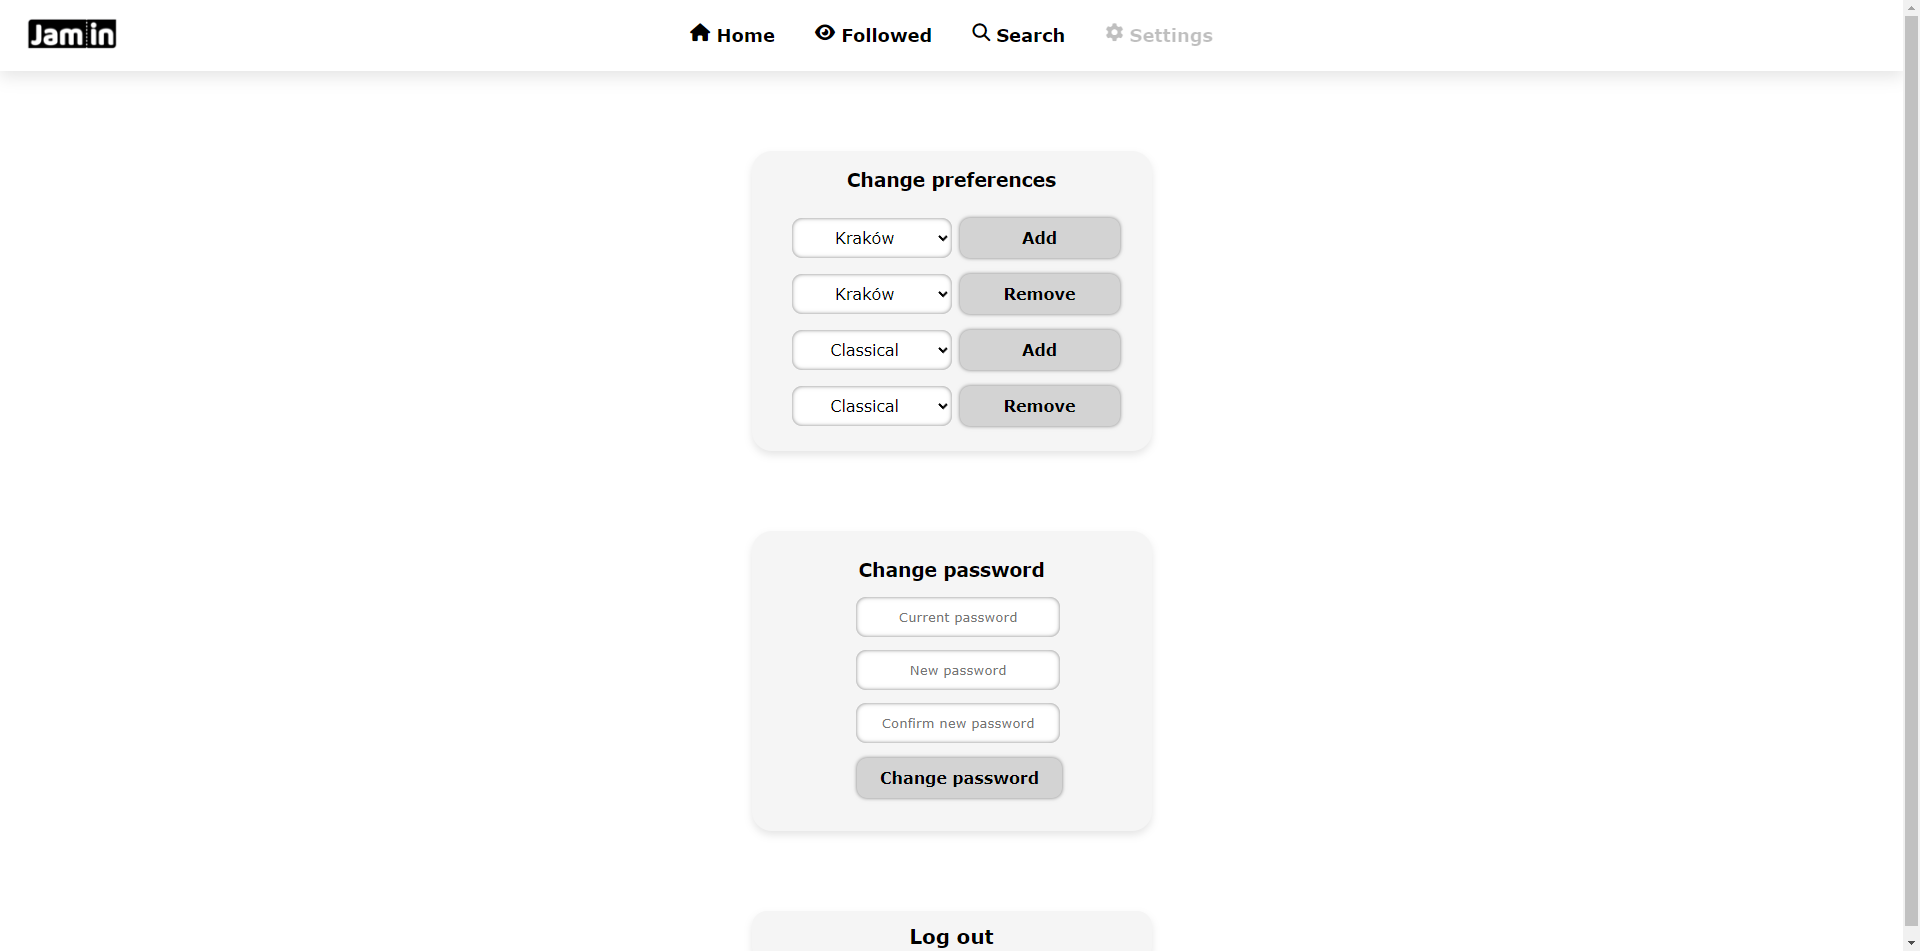 Jam in
Home Followed Search Settings
Change preferences
Kraków Add
Kraków Remove
Classical Add
Classical Remove
Change password
Current password
New password
Confirm new password
Change password
Log out